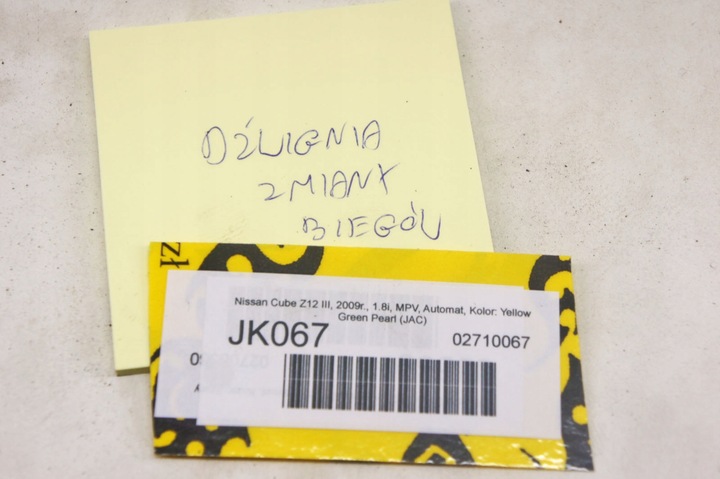 DŹWIGNIA
ZMIANY
BIEGÓW
zł
Nissan Cube Z12 III, 2009r., 1.8i, MPV, Automat, Kolor: Yellow
Green Pearl (JAC)
JK067
02710067